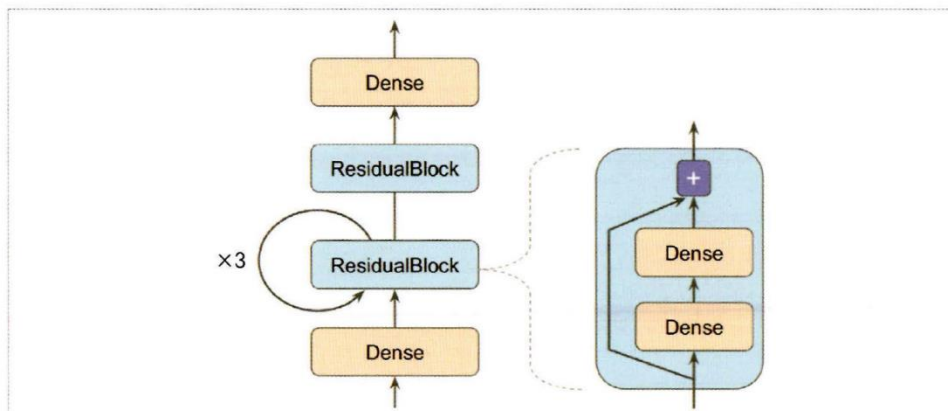 Dense
ResidualBlock
+
×3
ResidualBlock
Dense
Dense
Dense